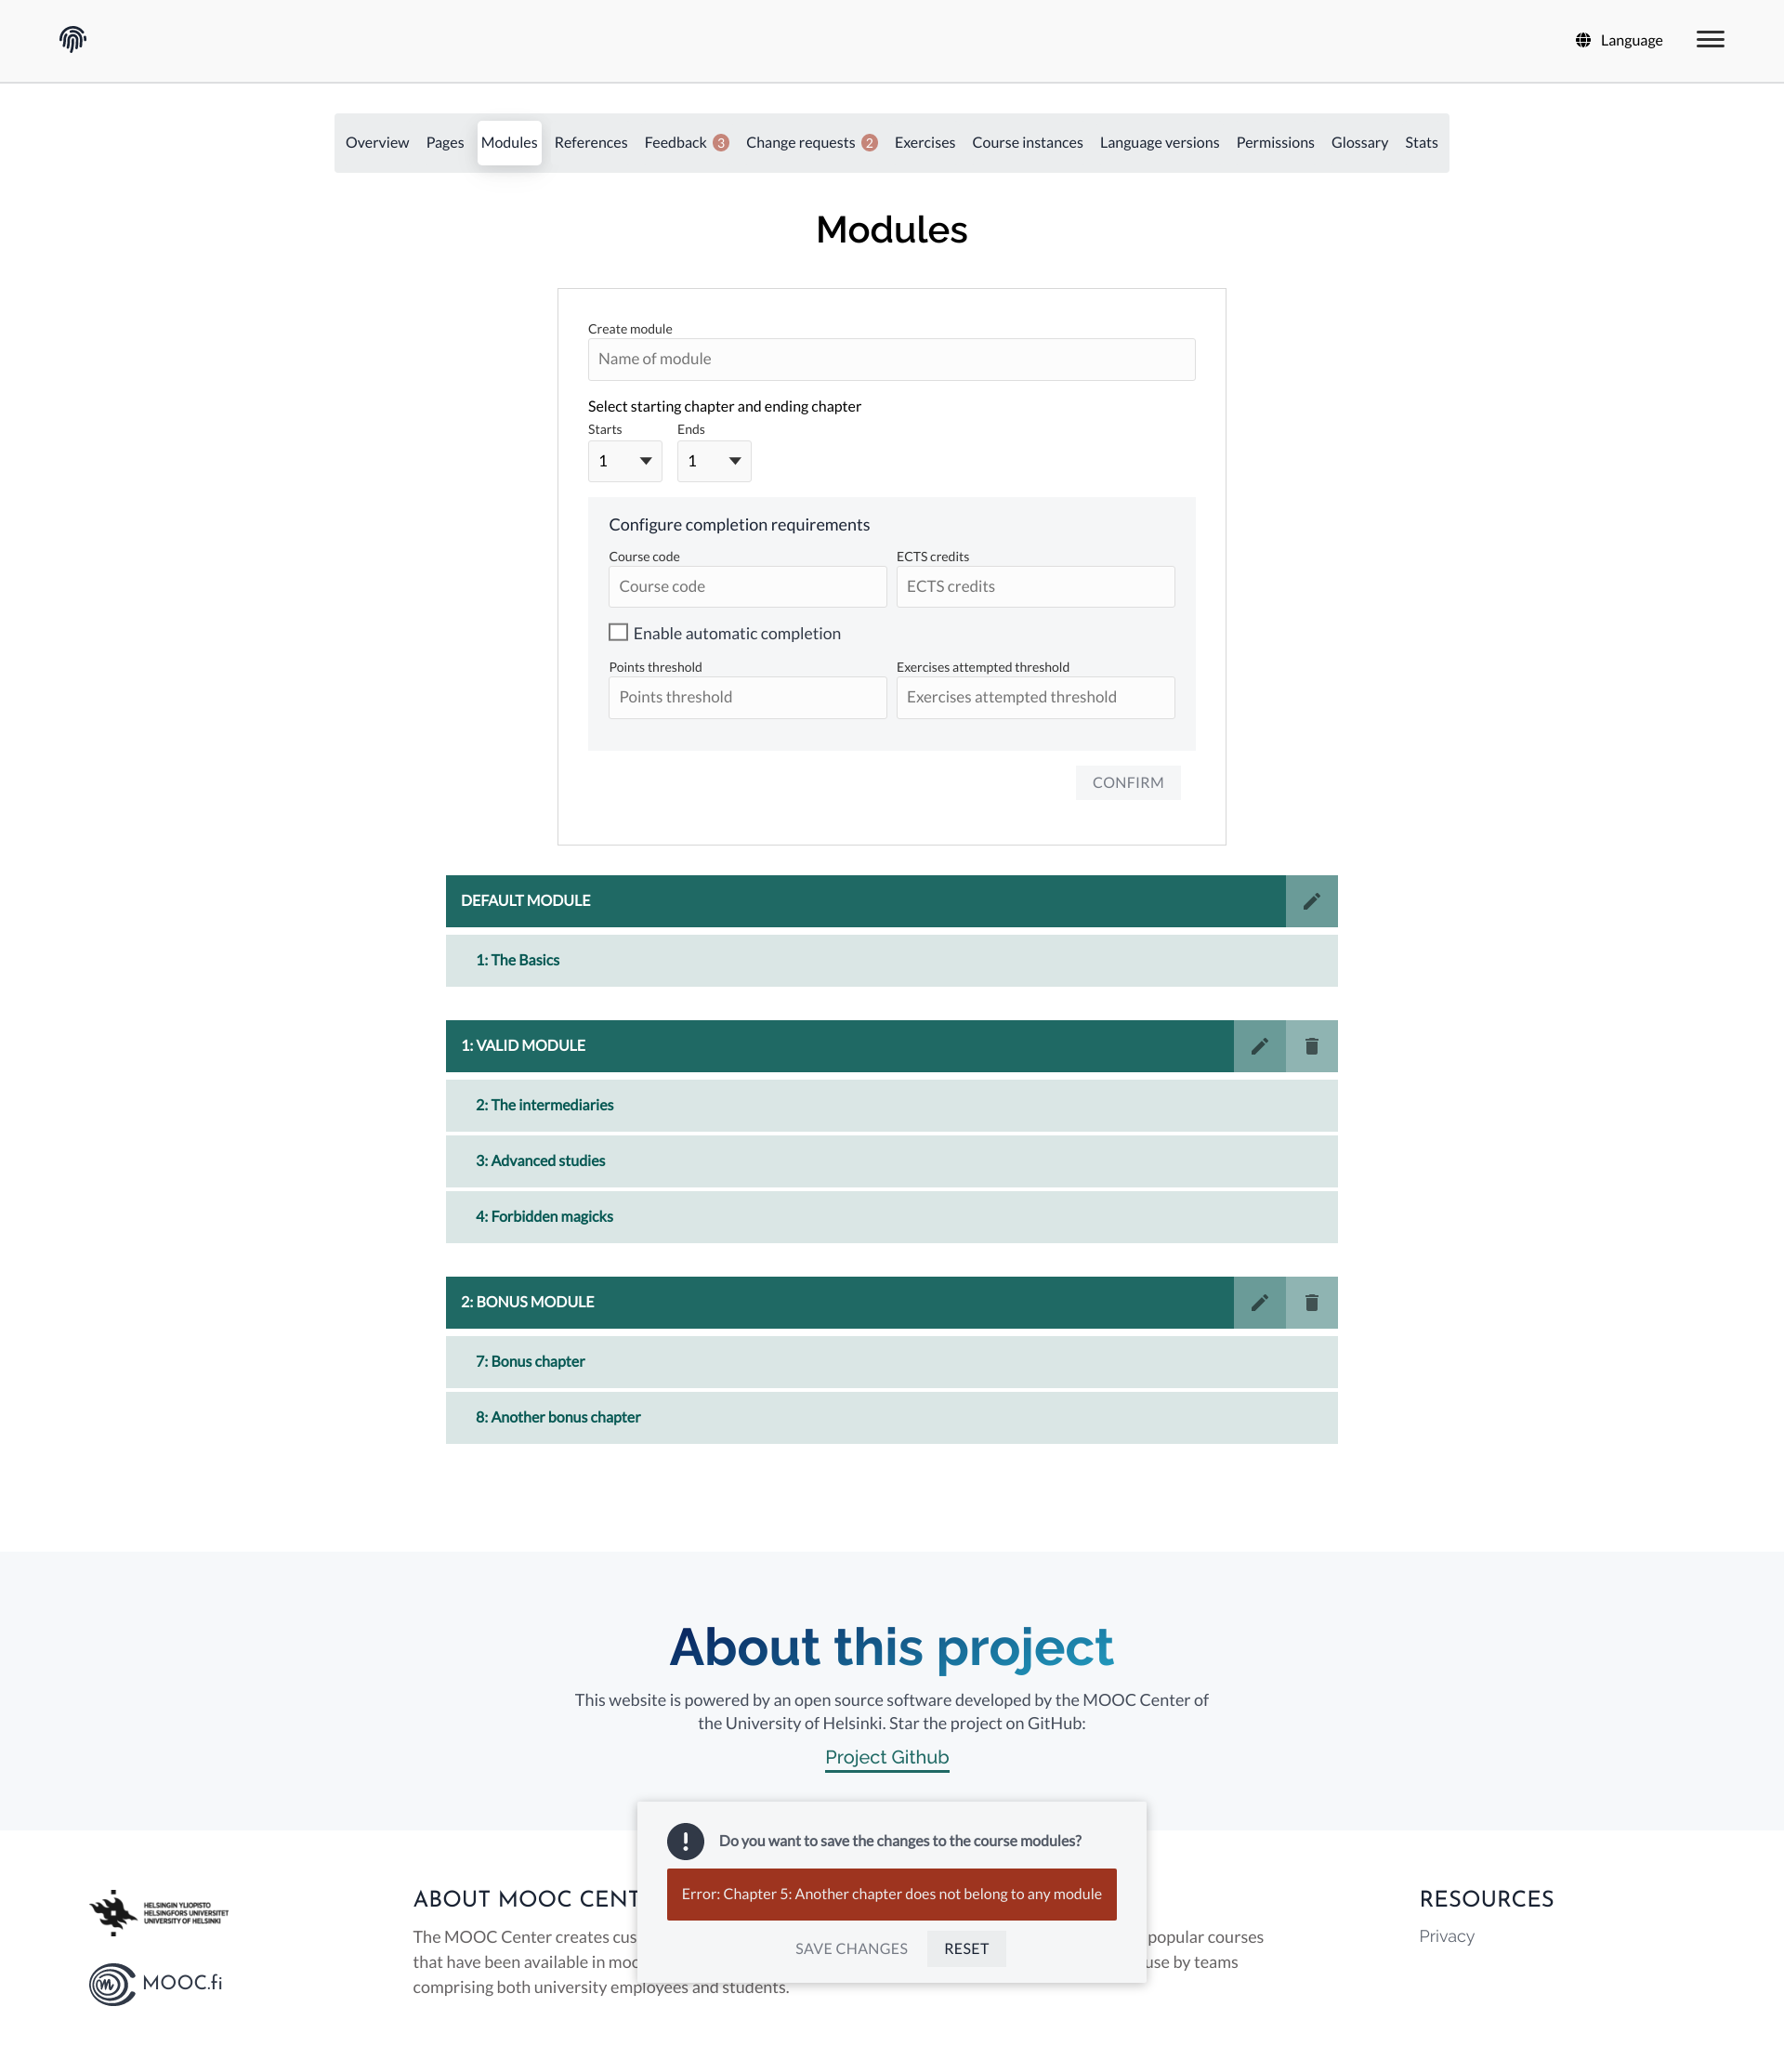 Language
Overview Pages Modules References Feedback 3 Change requests 2 Exercises Course instances Language versions Permissions Glossary Stats
Modules
Create module
Name of module
Select starting chapter and ending chapter
Starts Ends
1 1
Configure completion requirements
Course code ECTS credits
Course code ECTS credits
Enable automatic completion
Points threshold Exercises attempted threshold
Points threshold Exercises attempted threshold
CONFIRM
DEFAULT MODULE
1: The Basics
1: VALID MODULE
2: The intermediaries
3: Advanced studies
4: Forbidden magicks
2: BONUS MODULE
7: Bonus chapter
8: Another bonus chapter
About this project
This website is powered by an open source software developed by the MOOC Center of
the University of Helsinki. Star the project on GitHub:
Project Github
Do you want to save the changes to the course modules?
Error: Chapter 5: Another chapter does not belong to any module
SAVE CHANGES RESET
HELSINGIN YLIOPISTO
HELSINGFORS UNIVERSITET
UNIVERSITY OF HELSINKI
MOOC.fi
ABOUT MOOC CENT
The MOOC Center creates cus popular courses
that have been available in mooc use by teams
comprising both university employees and students.
RESOURCES
Privacy